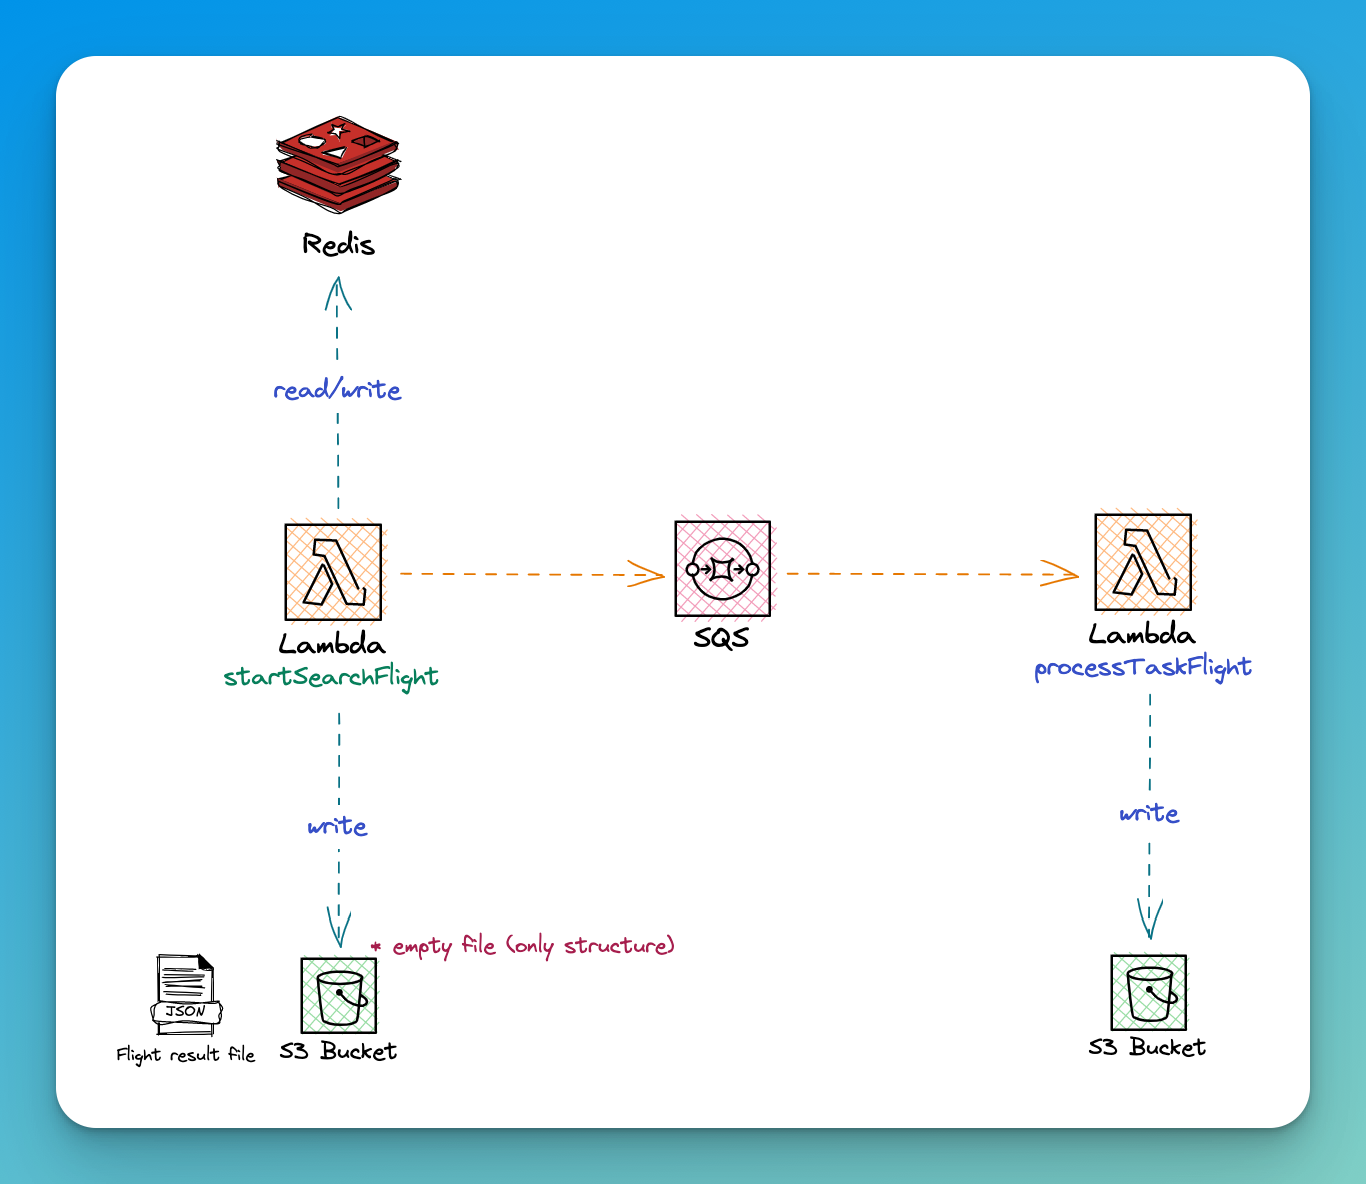 Redis
read/write
Lambda
startSearchFlight
SQS
Lambda
processTaskFlight
write
write
* empty file (only structure)
JSON
Flight result file
S3 Bucket
S3 Bucket